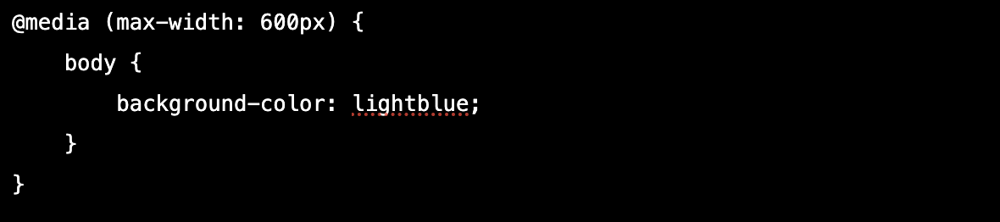 @media (max-width: 600px) {
    body {
        background-color: lightblue;
    }
}